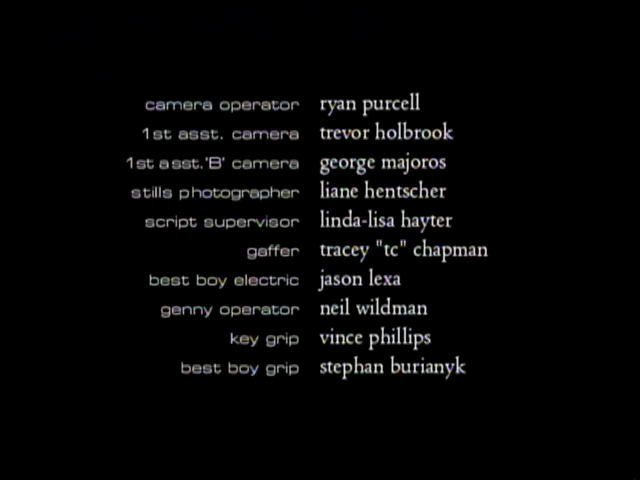 camera operator ryan purcell
1st asst. camera trevor holbrook
1st asst.'B' camera george majoros
stills photographer liane hentscher
script supervisor linda-lisa hayter
gaffer tracey "tc" chapman
best boy electric jason lexa
genny operator neil wildman
key grip vince phillips
best boy grip stephan burianyk